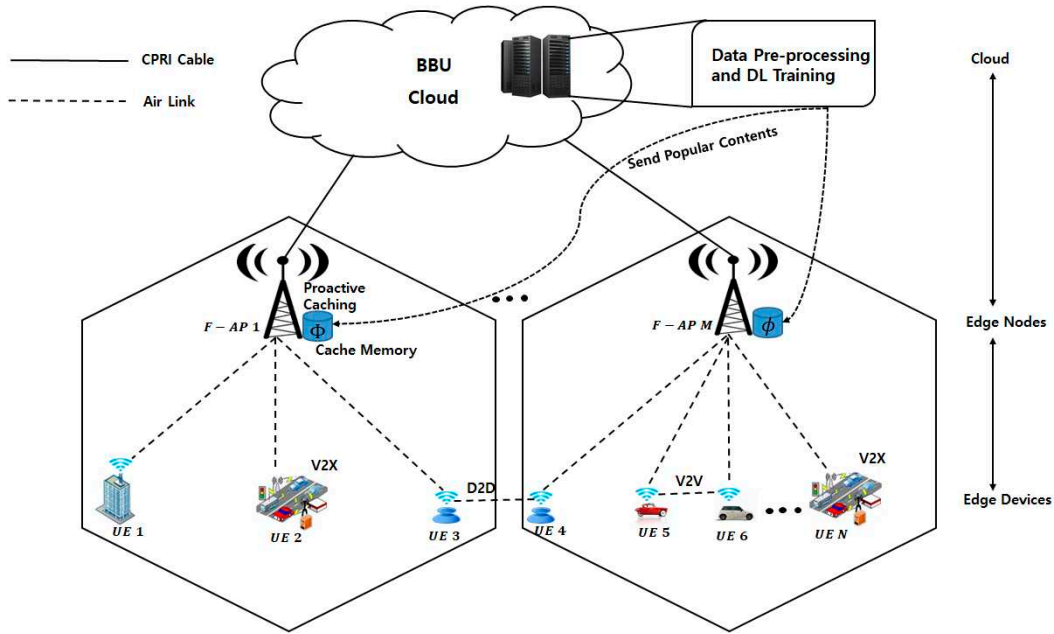 CPRI Cable
Air Link
BBU
Cloud
Data Pre-processing
and DL Training
Cloud
Send Popular Contents
Proactive
Caching
F − AP 1
Φ
Cache Memory
F − AP M
ϕ
Edge Nodes
V2X
D2D
V2V
V2X
Edge Devices
UE 1
UE 2
UE 3
UE 4
UE 5
UE 6
UE N